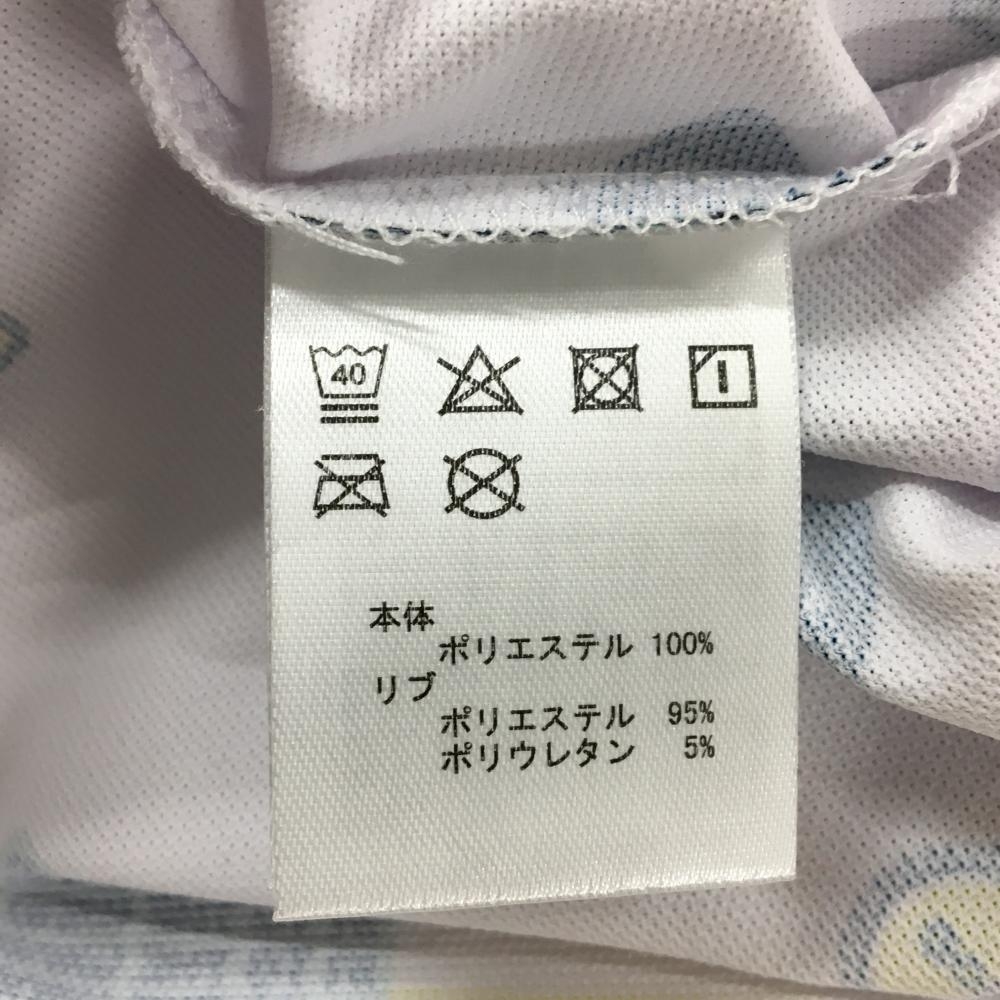 40
本体
ポリエステル 100%
リブ
ポリエステル 95%
ポリウレタン 5%